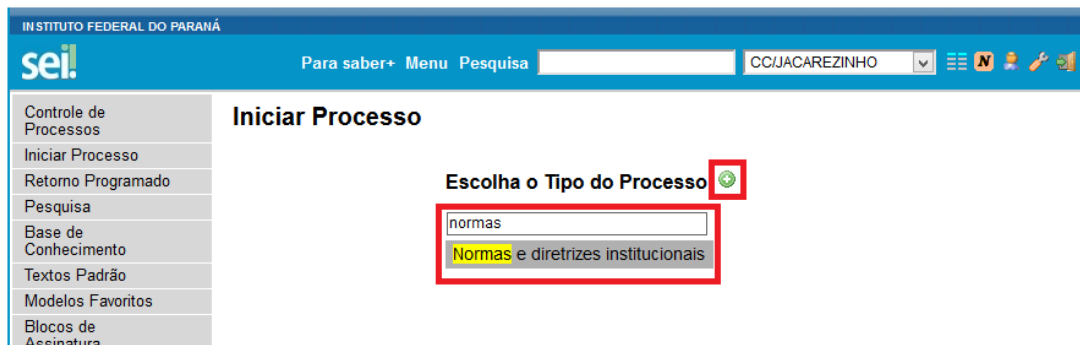 INSTITUTO FEDERAL DO PARANÁ
sei!
Para saber+ Menu Pesquisa
CC/JACAREZINHO
N
Controle de
Processos
Iniciar Processo
Retorno Programado
Pesquisa
Base de
Conhecimento
Textos Padrão
Modelos Favoritos
Blocos de
Assinatura
Iniciar Processo
Escolha o Tipo do Processo
normas
Normas e diretrizes institucionais